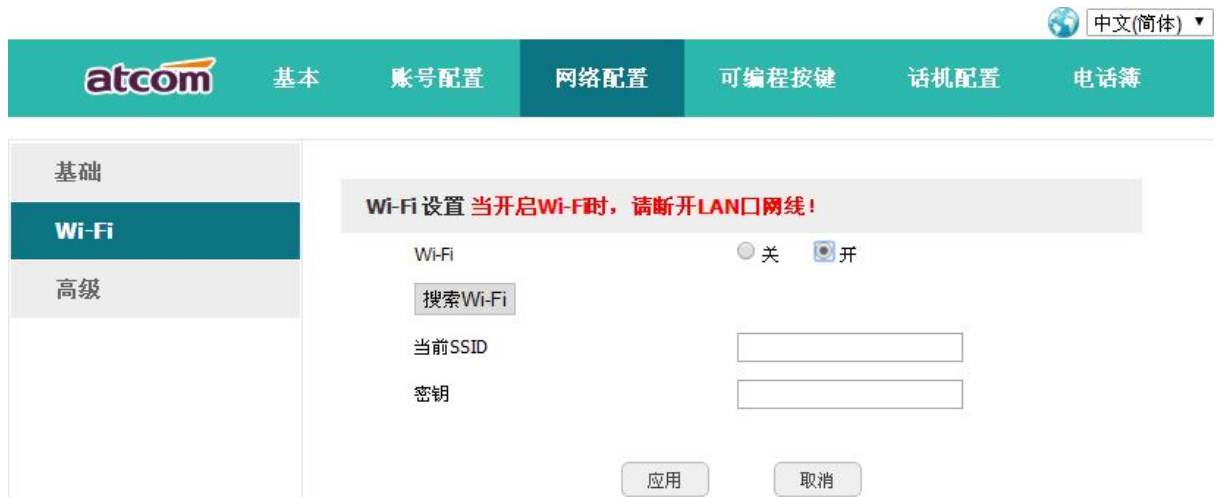 中文(简体)
atcom 基本 账号配置 网络配置 可编程按键 话机配置 电话簿
基础
Wi-Fi
高级
Wi-Fi 设置 当开启Wi-Fi时，请断开LAN口网线！
Wi-Fi 关 开
搜索Wi-Fi
当前SSID
密钥
应用 取消